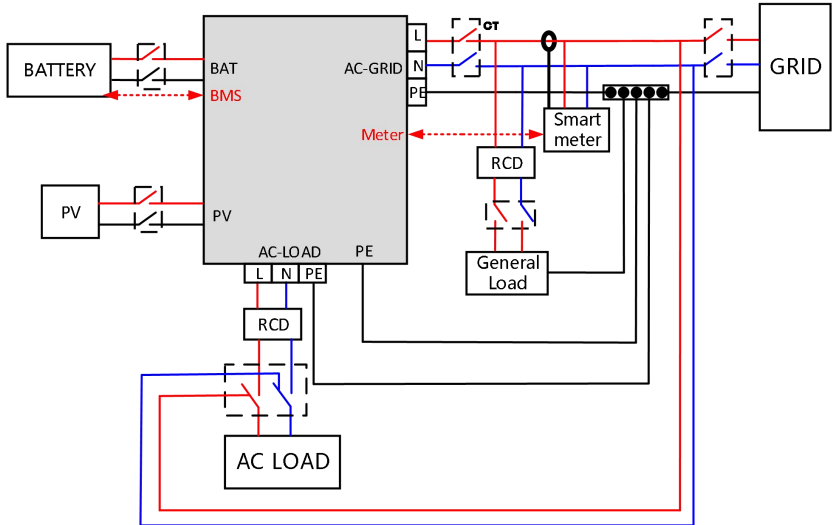 CT
L
BATTERY
BAT
AC-GRID
N
GRID
BMS
PE
Meter
Smart
meter
RCD
PV
PV
AC-LOAD
PE
General
Load
L
N
PE
RCD
AC LOAD